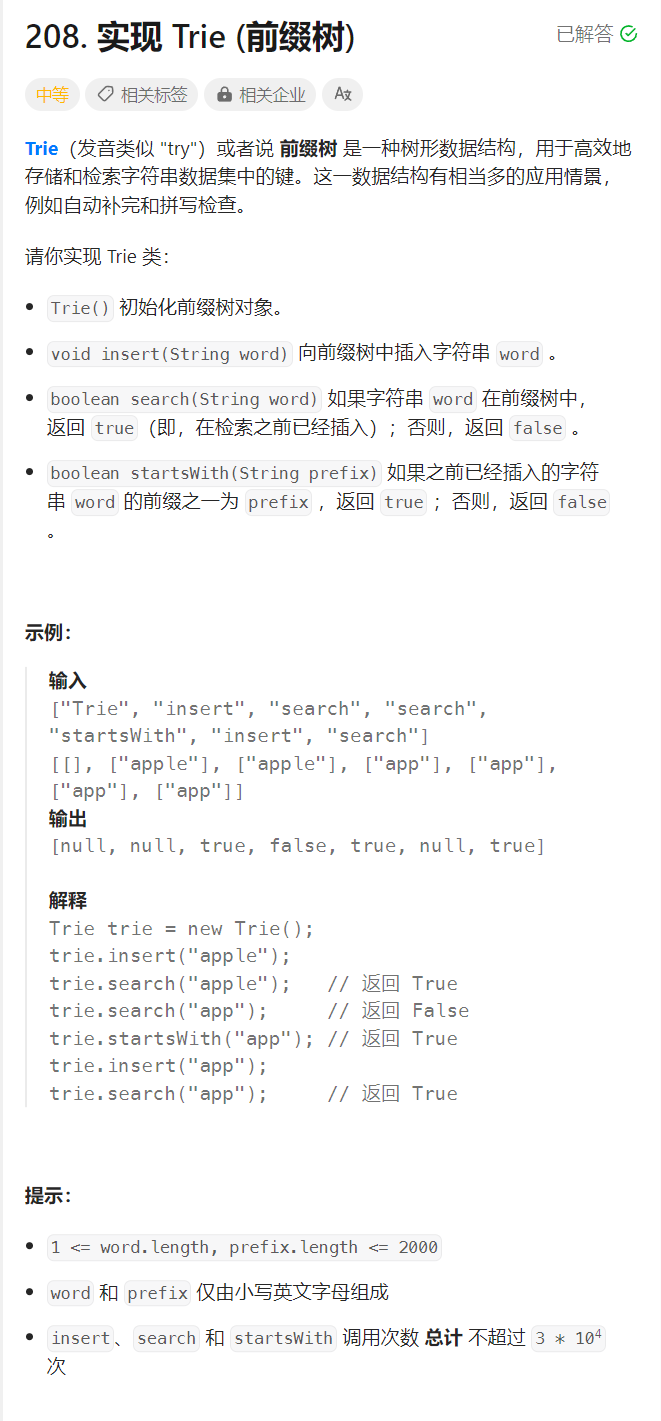 208. 实现 Trie (前缀树)
已解答
中等
相关标签
相关企业
Aあ
Trie（发音类似 "try"）或者说 前缀树 是一种树形数据结构，用于高效地
存储和检索字符串数据集中的键。这一数据结构有相当多的应用情景，
例如自动补完和拼写检查。
请你实现 Trie 类：
• Trie() 初始化前缀树对象。
• void insert(String word) 向前缀树中插入字符串 word 。
• boolean search(String word) 如果字符串 word 在前缀树中，
返回 true（即，在检索之前已经插入）；否则，返回 false 。
• boolean startsWith(String prefix) 如果之前已经插入的字符
串 word 的前缀之一为 prefix ，返回 true ；否则，返回 false
。
示例：
输入
["Trie", "insert", "search", "search",
"startsWith", "insert", "search"]
[[], ["apple"], ["apple"], ["app"], ["app"],
["app"], ["app"]]
输出
[null, null, true, false, true, null, true]
解释
Trie trie = new Trie();
trie.insert("apple");
trie.search("apple");   // 返回 True
trie.search("app");     // 返回 False
trie.startsWith("app"); // 返回 True
trie.insert("app");
trie.search("app");     // 返回 True
提示：
• 1 <= word.length, prefix.length <= 2000
• word 和 prefix 仅由小写英文字母组成
• insert、search 和 startsWith 调用次数 总计 不超过 3 * 10⁴
次